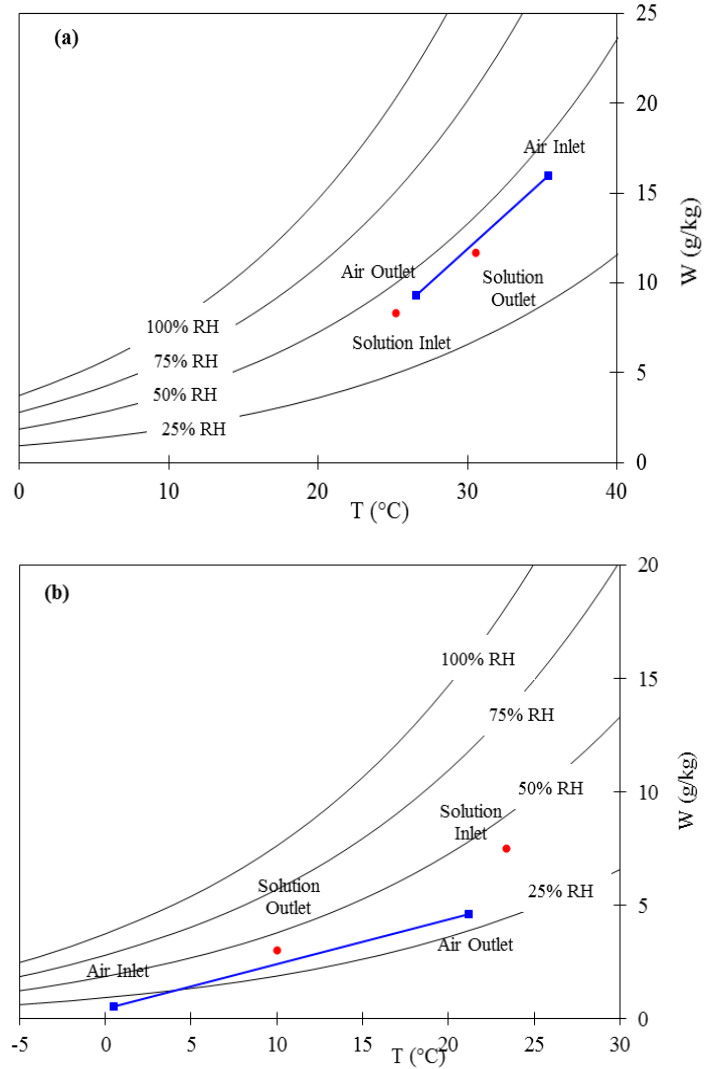 (a)
25
20
Air Inlet
15
Air Outlet
Solution
Outlet
10
W (g/kg)
100% RH
Solution Inlet
75% RH
5
50% RH
25% RH
0
0
10
20
30
40
T (°C)
(b)
20
100% RH
15
75% RH
50% RH
10
W (g/kg)
Solution
Inlet
Solution
Outlet
25% RH
5
Air Outlet
Air Inlet
0
-5
0
5
10
15
20
25
30
T (°C)